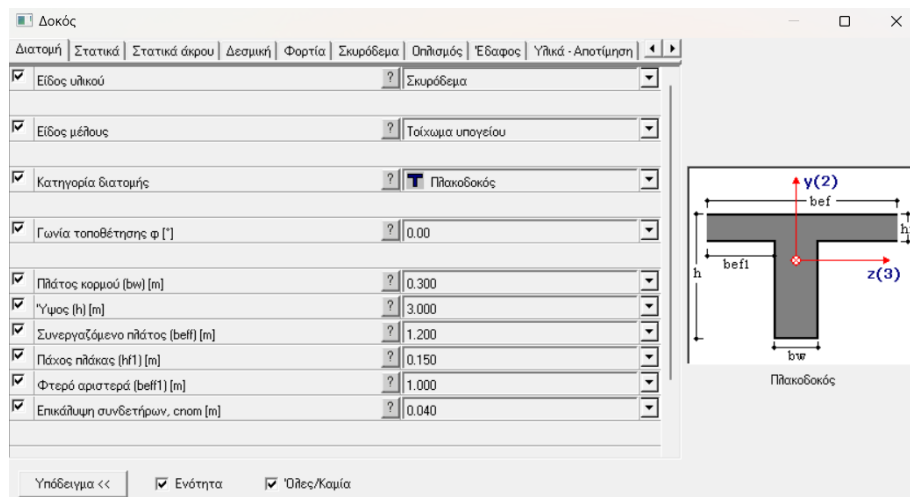 Δοκός
Διατομή Στατικά Στατικά άκρου Δεσμική Φορτία Σκυρόδεμα Οπλισμός Έδαφος Υλικά - Αποτίμηση
Είδος υλικού ? Σκυρόδεμα
Είδος μέλους ? Τοίχωμα υπογείου
Κατηγορία διατομής ? Πλακοδοκός
Γωνία τοποθέτησης φ [°] ? 0.00
Πλάτος κορμού (bw) [m] ? 0.300
Ύψος (h) [m] ? 3.000
Συνεργαζόμενο πλάτος (beff) [m] ? 1.200
Πάχος πλάκας (hf1) [m] ? 0.150
Φτερό αριστερά (beff1) [m] ? 1.000
Επικάλυψη συνδετήρων, cnom [m] ? 0.040
y(2)
bef
h
bef1
h
z(3)
bw
Πλακοδοκός
Υπόδειγμα << Ενότητα Όλες/Καμία